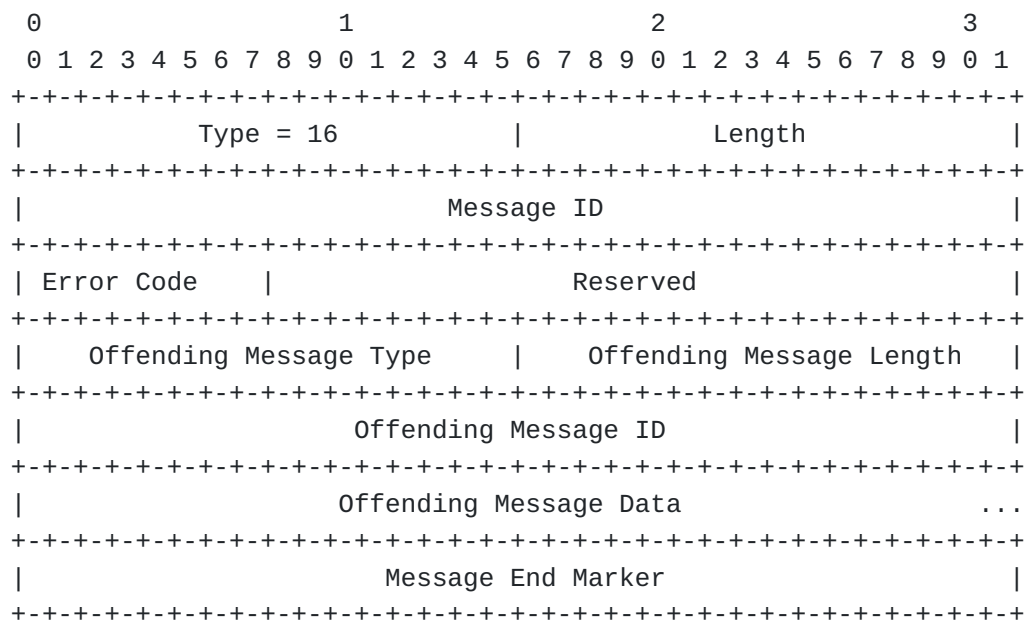 0                   1                   2                   3
 0 1 2 3 4 5 6 7 8 9 0 1 2 3 4 5 6 7 8 9 0 1 2 3 4 5 6 7 8 9 0 1
+-+-+-+-+-+-+-+-+-+-+-+-+-+-+-+-+-+-+-+-+-+-+-+-+-+-+-+-+-+-+-+-+
|           Type = 16           |            Length             |
+-+-+-+-+-+-+-+-+-+-+-+-+-+-+-+-+-+-+-+-+-+-+-+-+-+-+-+-+-+-+-+-+
|                           Message ID                          |
+-+-+-+-+-+-+-+-+-+-+-+-+-+-+-+-+-+-+-+-+-+-+-+-+-+-+-+-+-+-+-+-+
| Error Code    |                   Reserved                    |
+-+-+-+-+-+-+-+-+-+-+-+-+-+-+-+-+-+-+-+-+-+-+-+-+-+-+-+-+-+-+-+-+
|    Offending Message Type     |    Offending Message Length   |
+-+-+-+-+-+-+-+-+-+-+-+-+-+-+-+-+-+-+-+-+-+-+-+-+-+-+-+-+-+-+-+-+
|                     Offending Message ID                      |
+-+-+-+-+-+-+-+-+-+-+-+-+-+-+-+-+-+-+-+-+-+-+-+-+-+-+-+-+-+-+-+-+
|                    Offending Message Data                   ...
+-+-+-+-+-+-+-+-+-+-+-+-+-+-+-+-+-+-+-+-+-+-+-+-+-+-+-+-+-+-+-+-+
|                       Message End Marker                      |
+-+-+-+-+-+-+-+-+-+-+-+-+-+-+-+-+-+-+-+-+-+-+-+-+-+-+-+-+-+-+-+-+